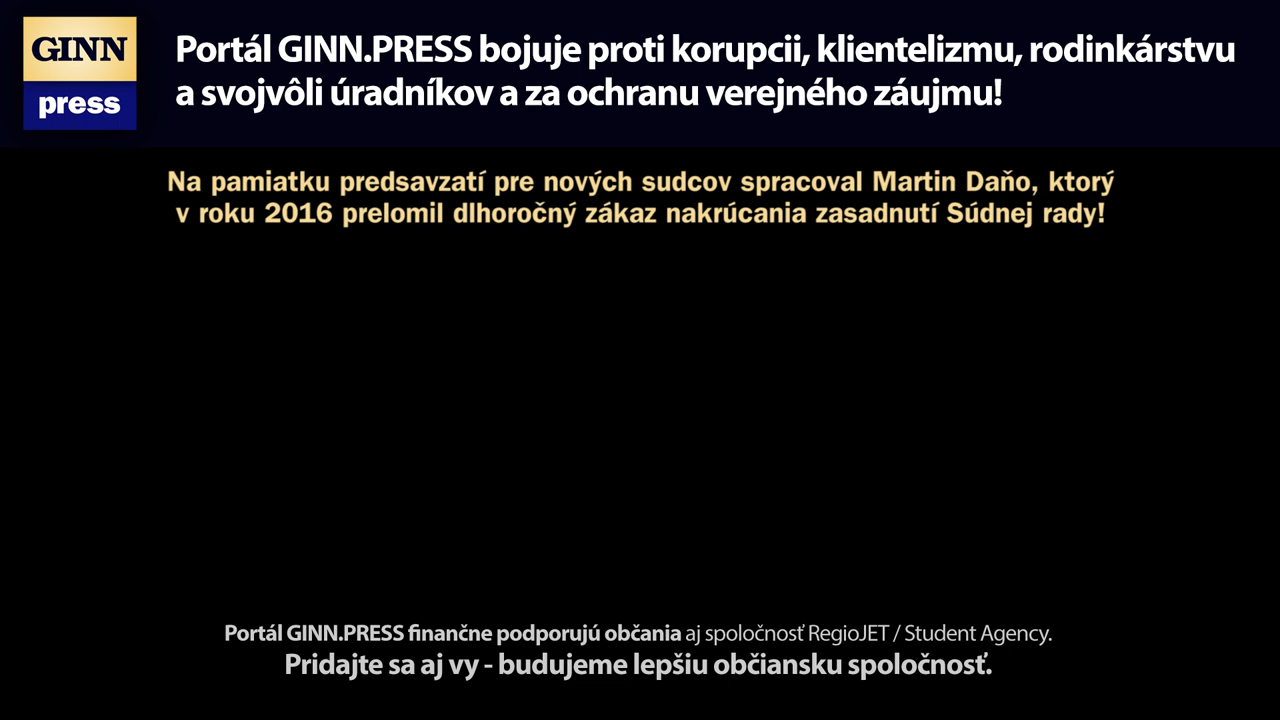 GINN
press
Portál GINN.PRESS bojuje proti korupcii, klientelizmu, rodinkárstvu
a svojvôli úradníkov a za ochranu verejného záujmu!
Na pamiatku predsavzatí pre nových sudcov spracoval Martin Daňo, ktorý
v roku 2016 prelomil dlhoročný zákaz nakrúcania zasadnutí Súdnej rady!
Portál GINN.PRESS finančne podporujú občania aj spoločnosť RegioJET / Student Agency.
Pridajte sa aj vy - budujeme lepšiu občiansku spoločnosť.